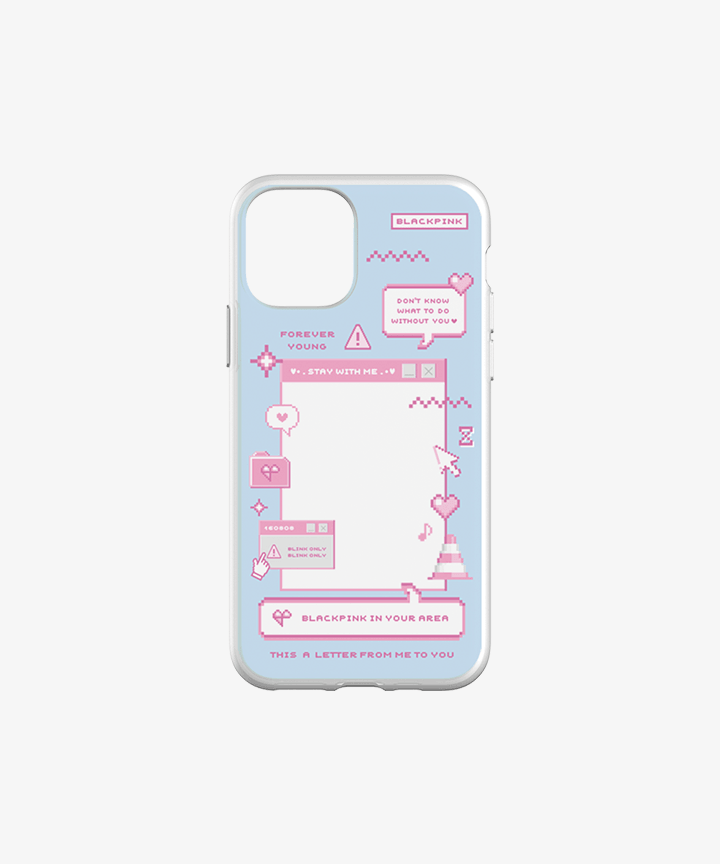 BLACKPINK
DON'T KNOW
WHAT TO DO
WITHOUT YOU ♥
FOREVER
YOUNG
♥•. STAY WITH ME .•♥
BLINK ONLY
BLINK ONLY
BLACKPINK IN YOUR AREA
THIS A LETTER FROM ME TO YOU